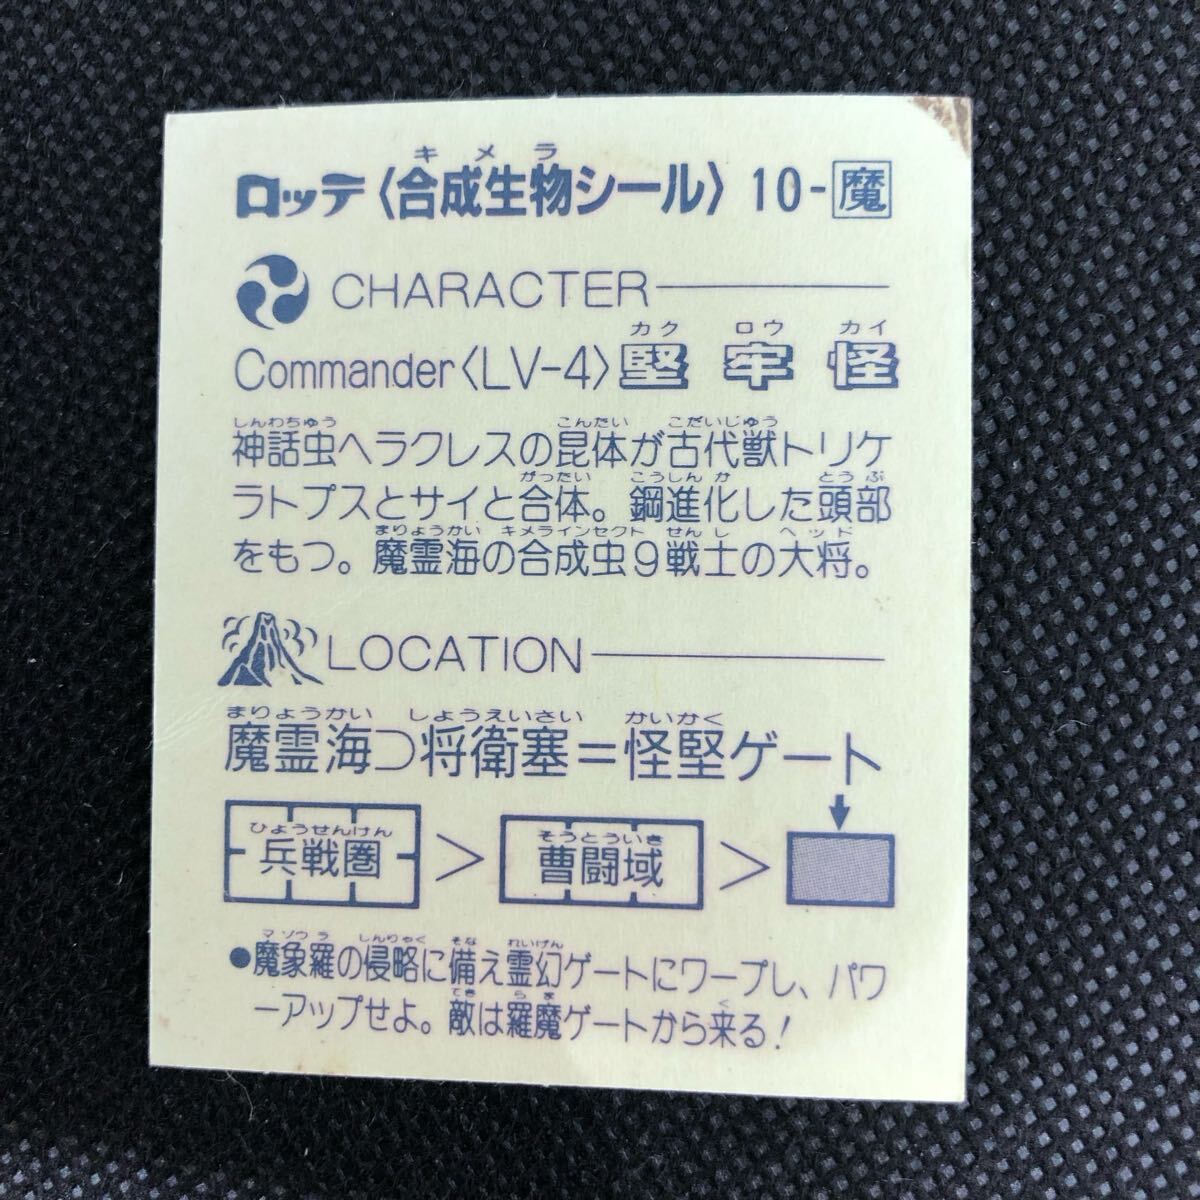 キメラ
ロッテ〈合成生物シール〉10-魔
CHARACTER
カク ロウ カイ
Commander〈LV-4〉堅牢怪
しんわちゅう こんたい こだいじゅう
神話虫ヘラクレスの昆体が古代獣トリケ
がったい こうしんか とうぶ
ラトプスとサイと合体。鋼進化した頭部
まりょうかい キメラインセクト せんし ヘッド
をもつ。魔霊海の合成虫9戦士の大将。
LOCATION
まりょうかい しょうえいさい かいかく
魔霊海⊃将衛塞＝怪堅ゲート
ひょうせんけん そうとういき
兵戦圏＞曹闘域＞
マゾウラ しんりゃく そな れいげん
●魔象羅の侵略に備え霊幻ゲートにワープし、パワ
てき らま く
ーアップせよ。敵は羅魔ゲートから来る！